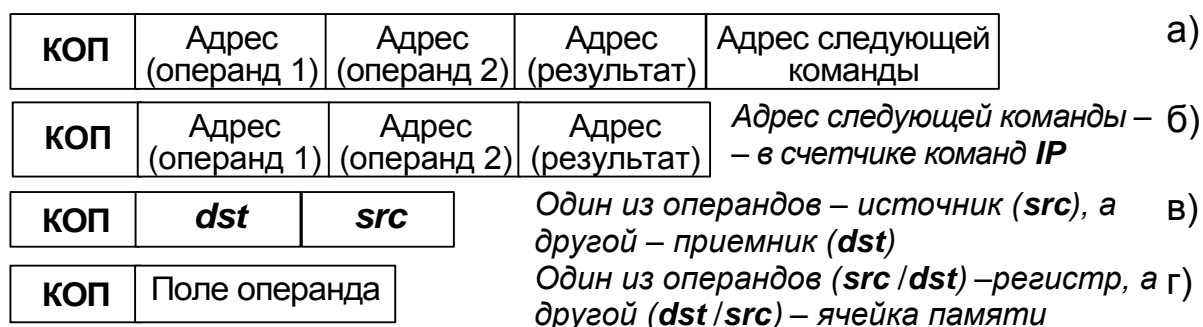 КОП Адрес (операнд 1) Адрес (операнд 2) Адрес (результат) Адрес следующей команды а)
КОП Адрес (операнд 1) Адрес (операнд 2) Адрес (результат) Адрес следующей команды – – в счетчике команд IP б)
КОП dst src Один из операндов – источник (src), а другой – приемник (dst) в)
КОП Поле операнда Один из операндов (src /dst) –регистр, а другой (dst /src) – ячейка памяти г)